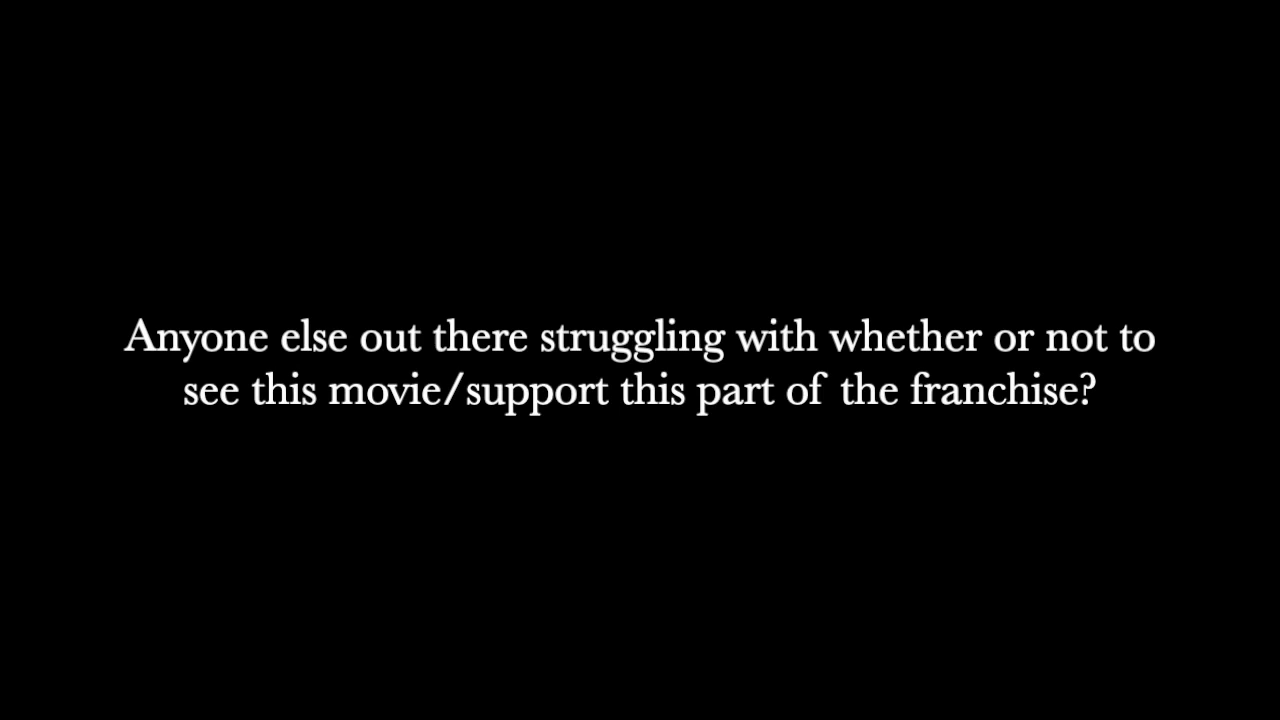 Anyone else out there struggling with whether or not to
see this movie/support this part of the franchise?